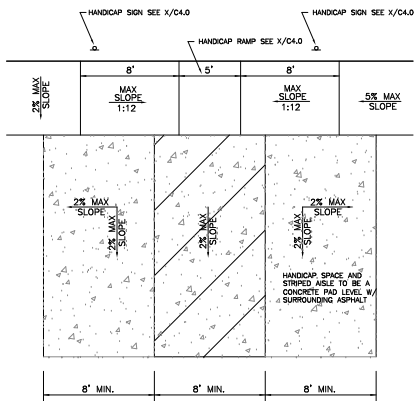 HANDICAP SIGN SEE X/C4.0
HANDICAP SIGN SEE X/C4.0
HANDICAP RAMP SEE X/C4.0
8'
5'
8'
2% MAX
SLOPE
MAX
SLOPE
1:12
MAX
SLOPE
1:12
5% MAX
SLOPE
2% MAX
SLOPE
2% MAX
SLOPE
2% MAX
SLOPE
2% MAX
SLOPE
2% MAX
SLOPE
HANDICAP SPACE AND
STRIPED AISLE TO BE A
CONCRETE PAD LEVEL W/
SURROUNDING ASPHALT
8' MIN.
8' MIN.
8' MIN.